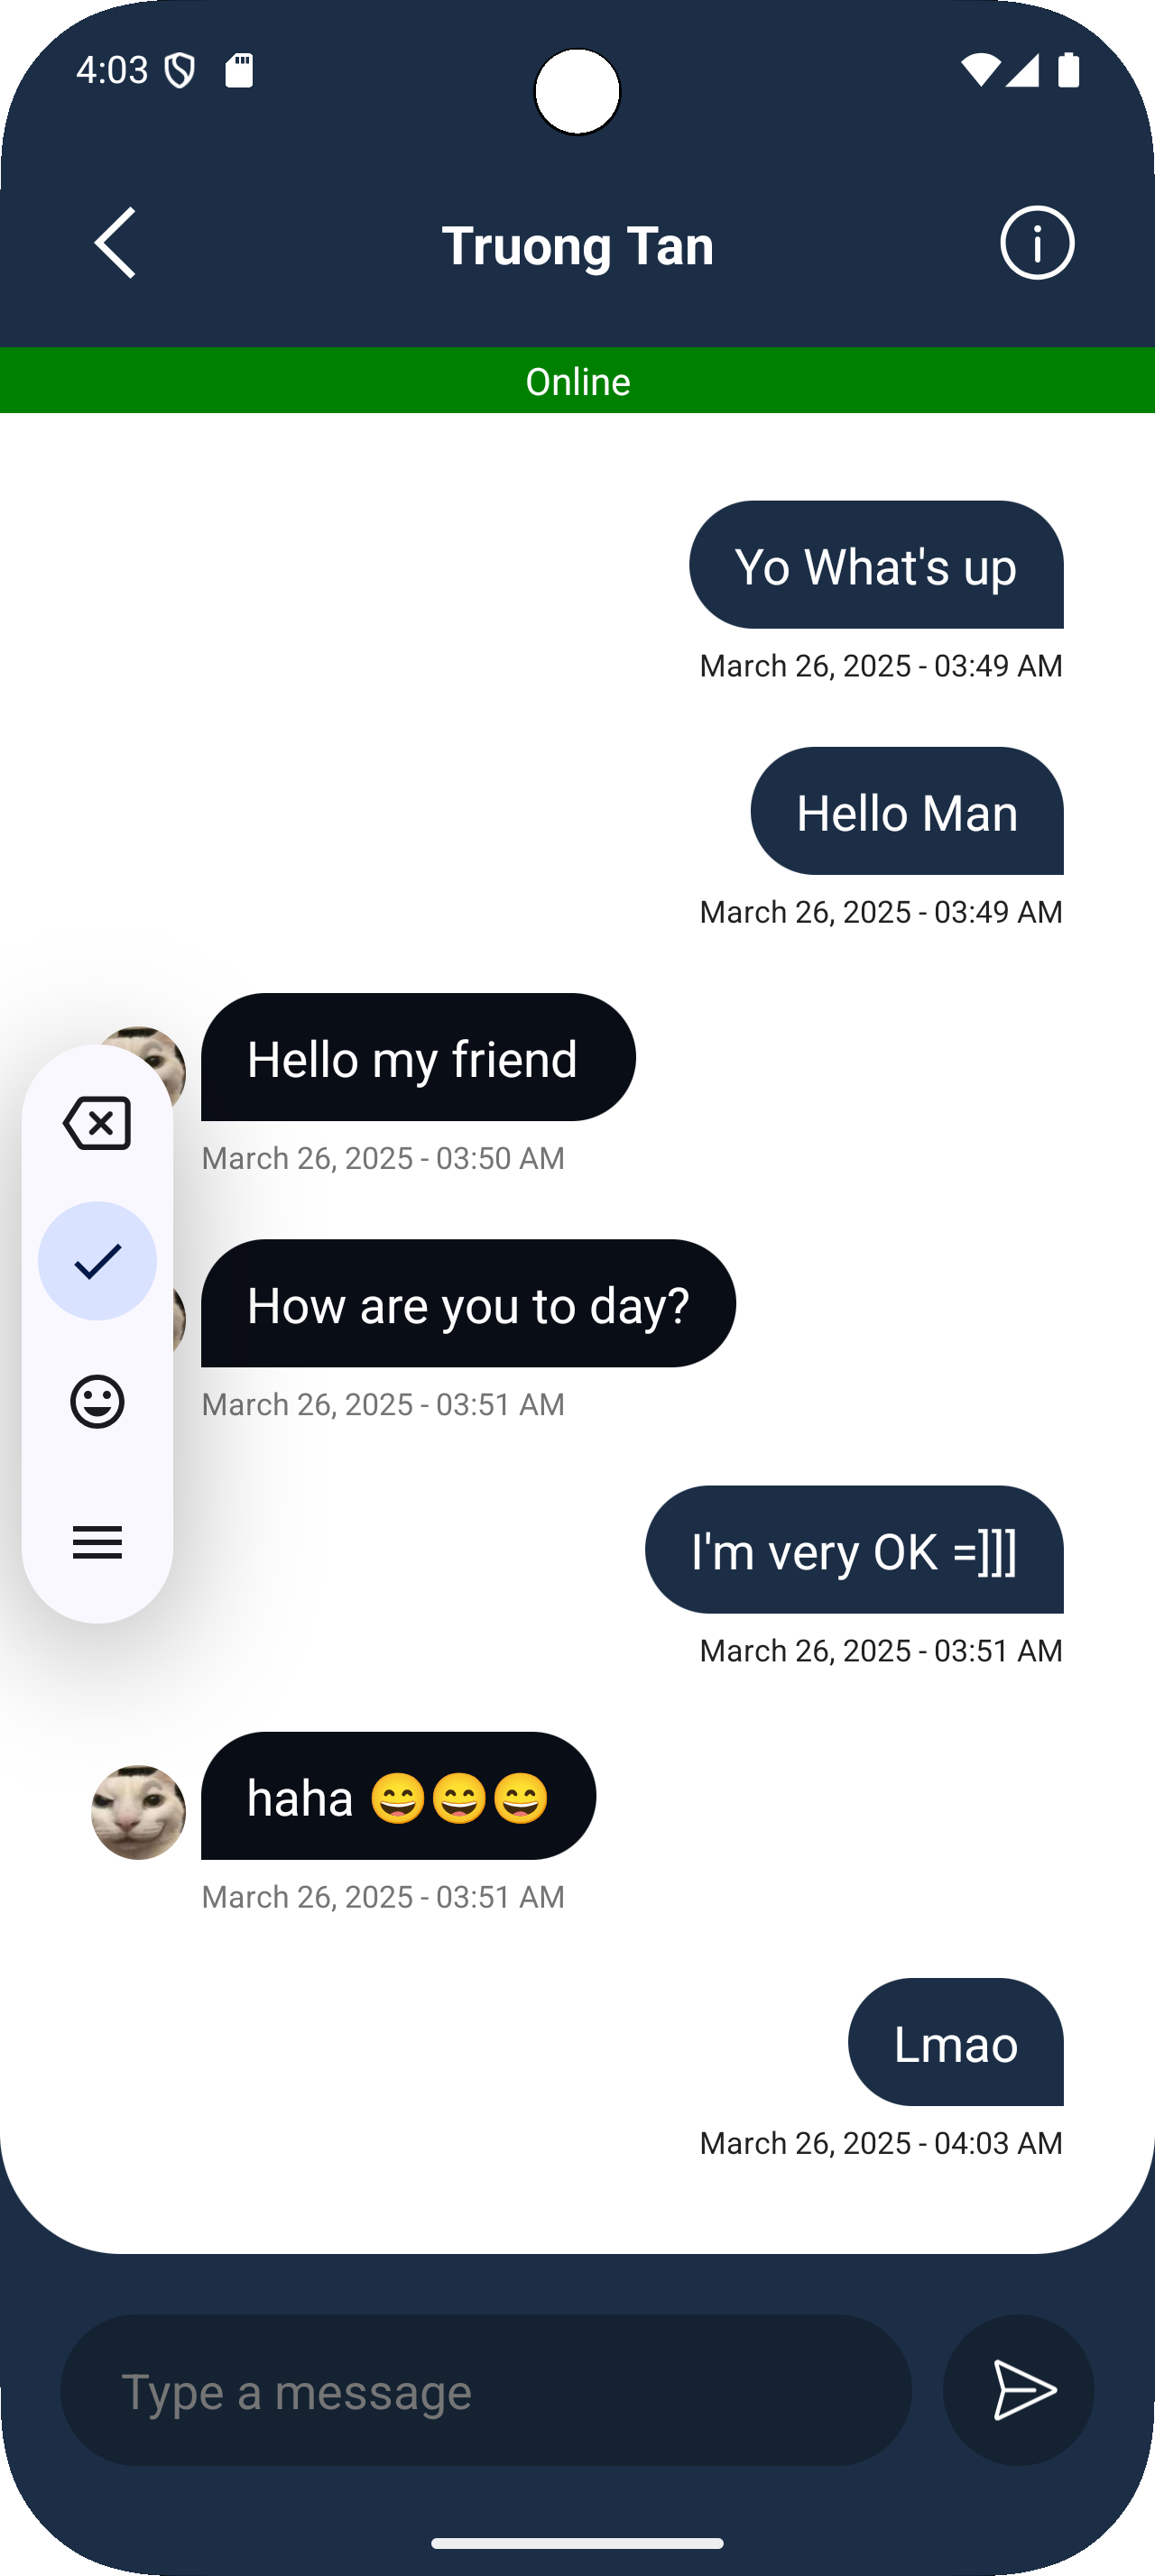 4:03
Truong Tan
Online
Yo What's up
March 26, 2025 - 03:49 AM
Hello Man
March 26, 2025 - 03:49 AM
Hello my friend
March 26, 2025 - 03:50 AM
How are you to day?
March 26, 2025 - 03:51 AM
I'm very OK =]]]
March 26, 2025 - 03:51 AM
haha 😄😄😄
March 26, 2025 - 03:51 AM
Lmao
March 26, 2025 - 04:03 AM
Type a message